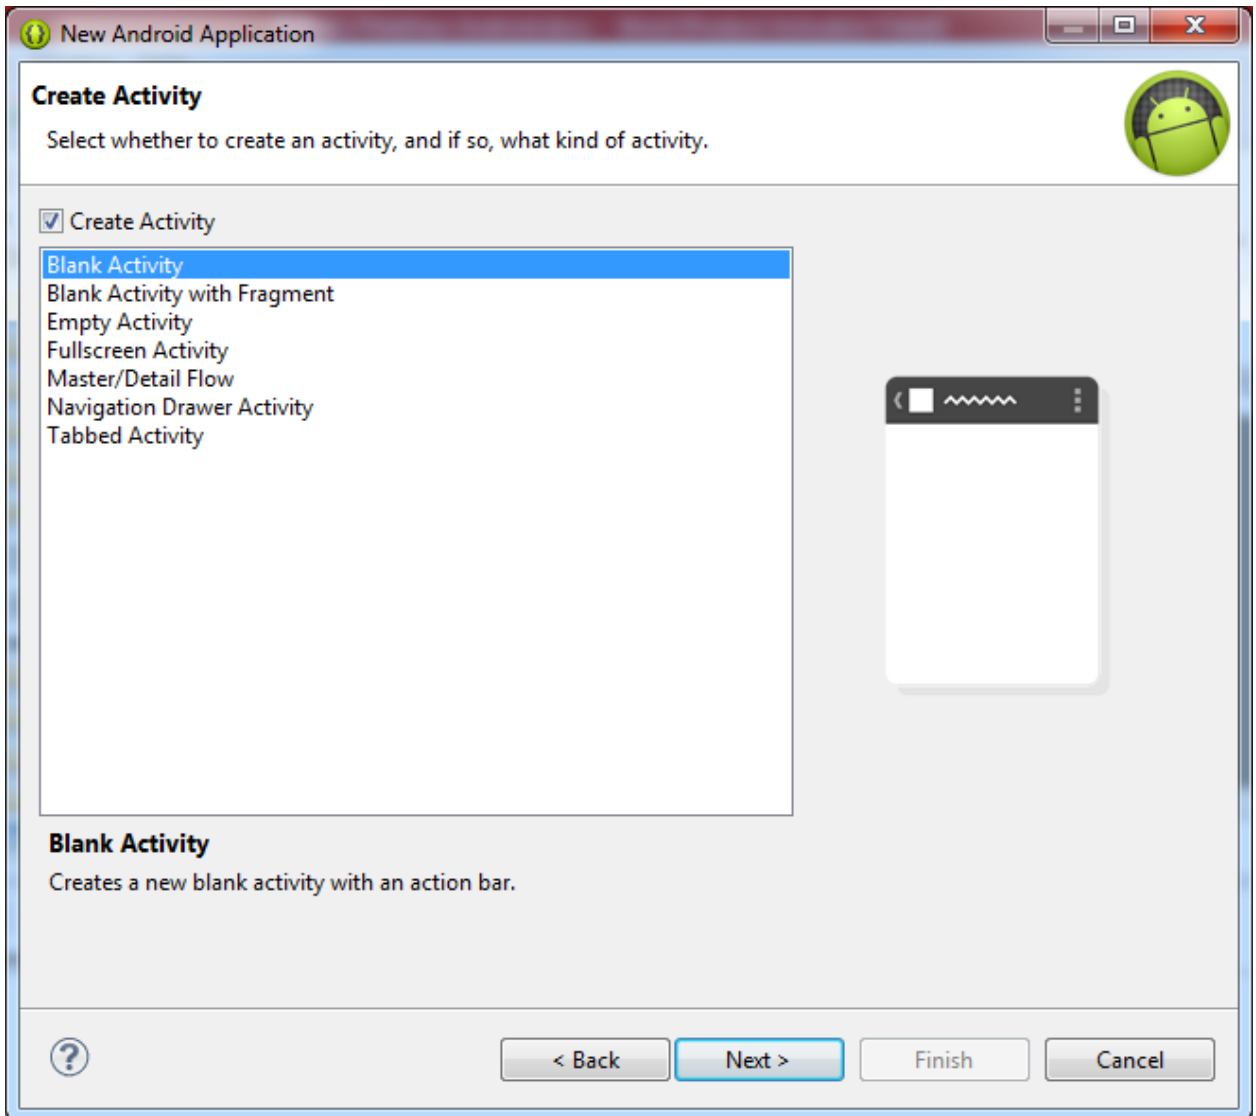 New Android Application
Create Activity
Select whether to create an activity, and if so, what kind of activity.
Create Activity
Blank Activity
Blank Activity with Fragment
Empty Activity
Fullscreen Activity
Master/Detail Flow
Navigation Drawer Activity
Tabbed Activity
Blank Activity
Creates a new blank activity with an action bar.
< Back
Next >
Finish
Cancel